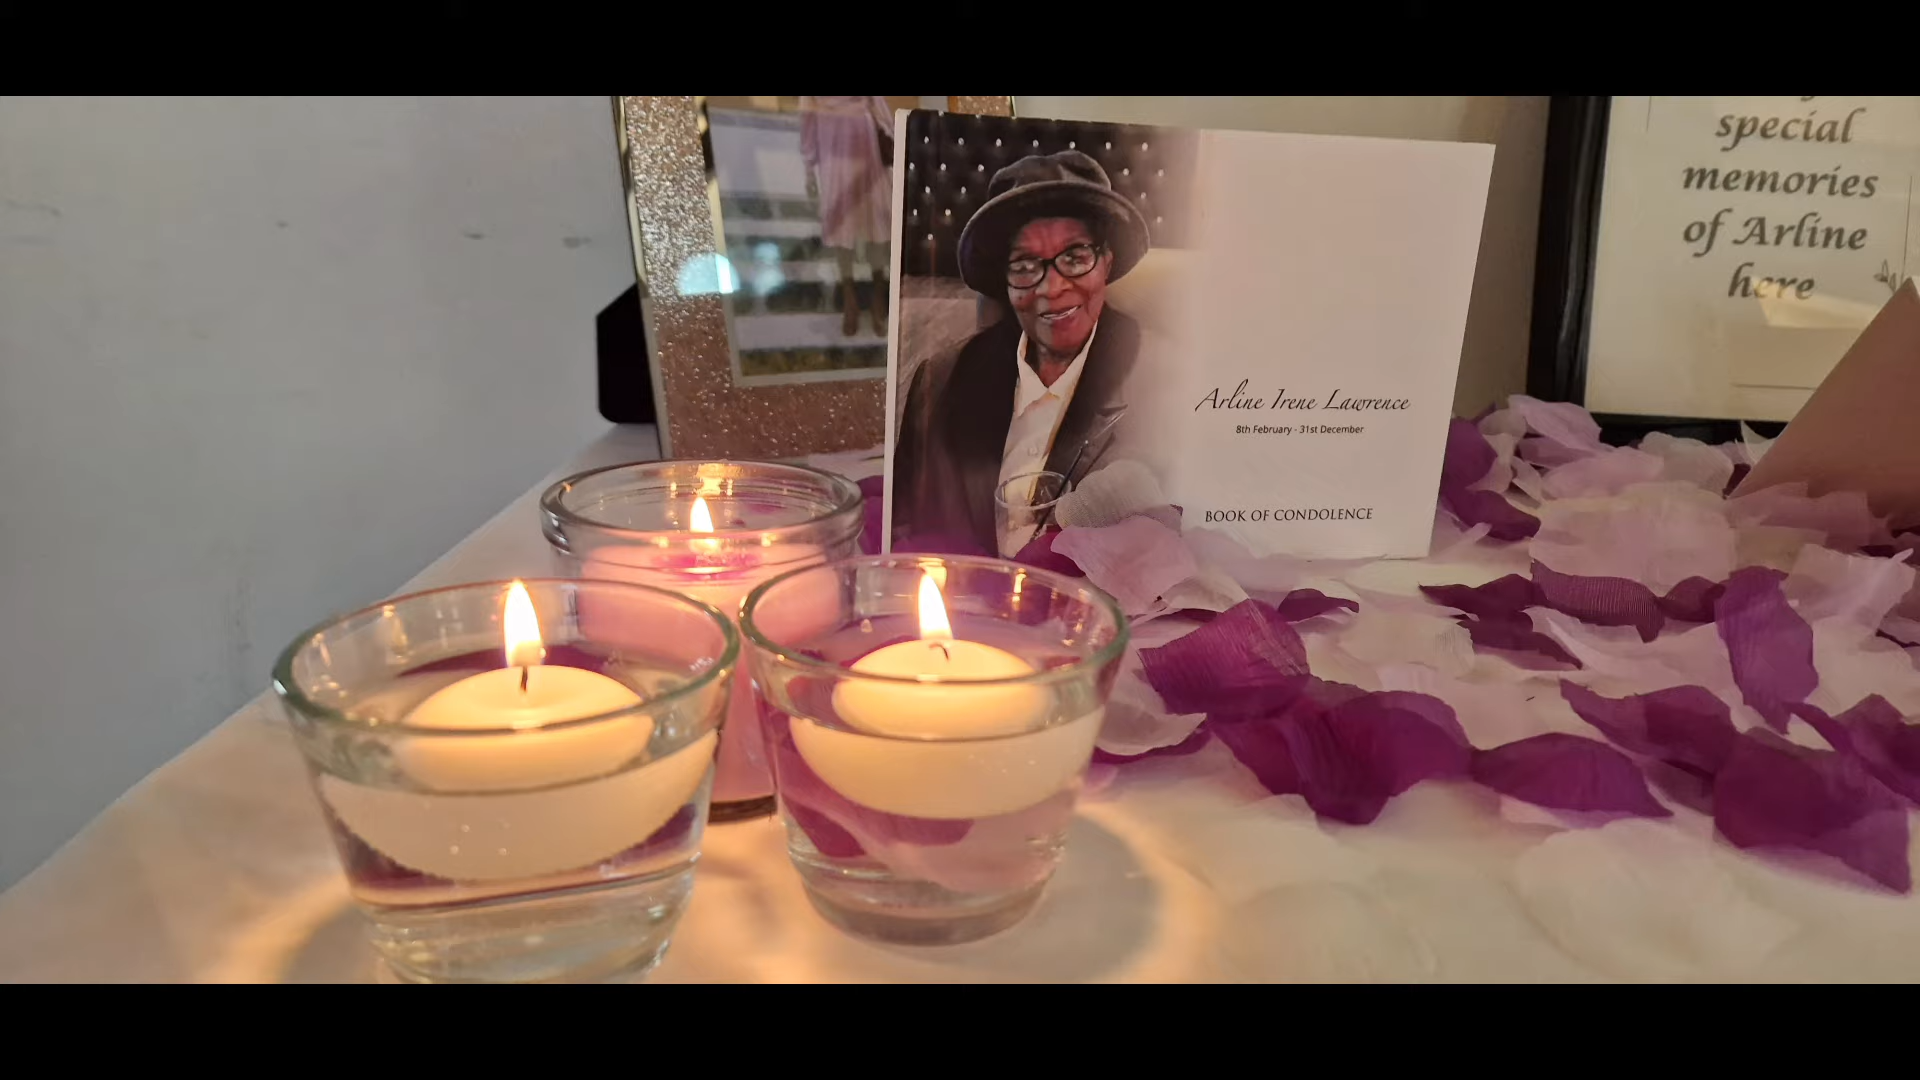 Arline Irene Lawrence
8th February - 31st December
BOOK OF CONDOLENCE
special
memories
of Arline
here